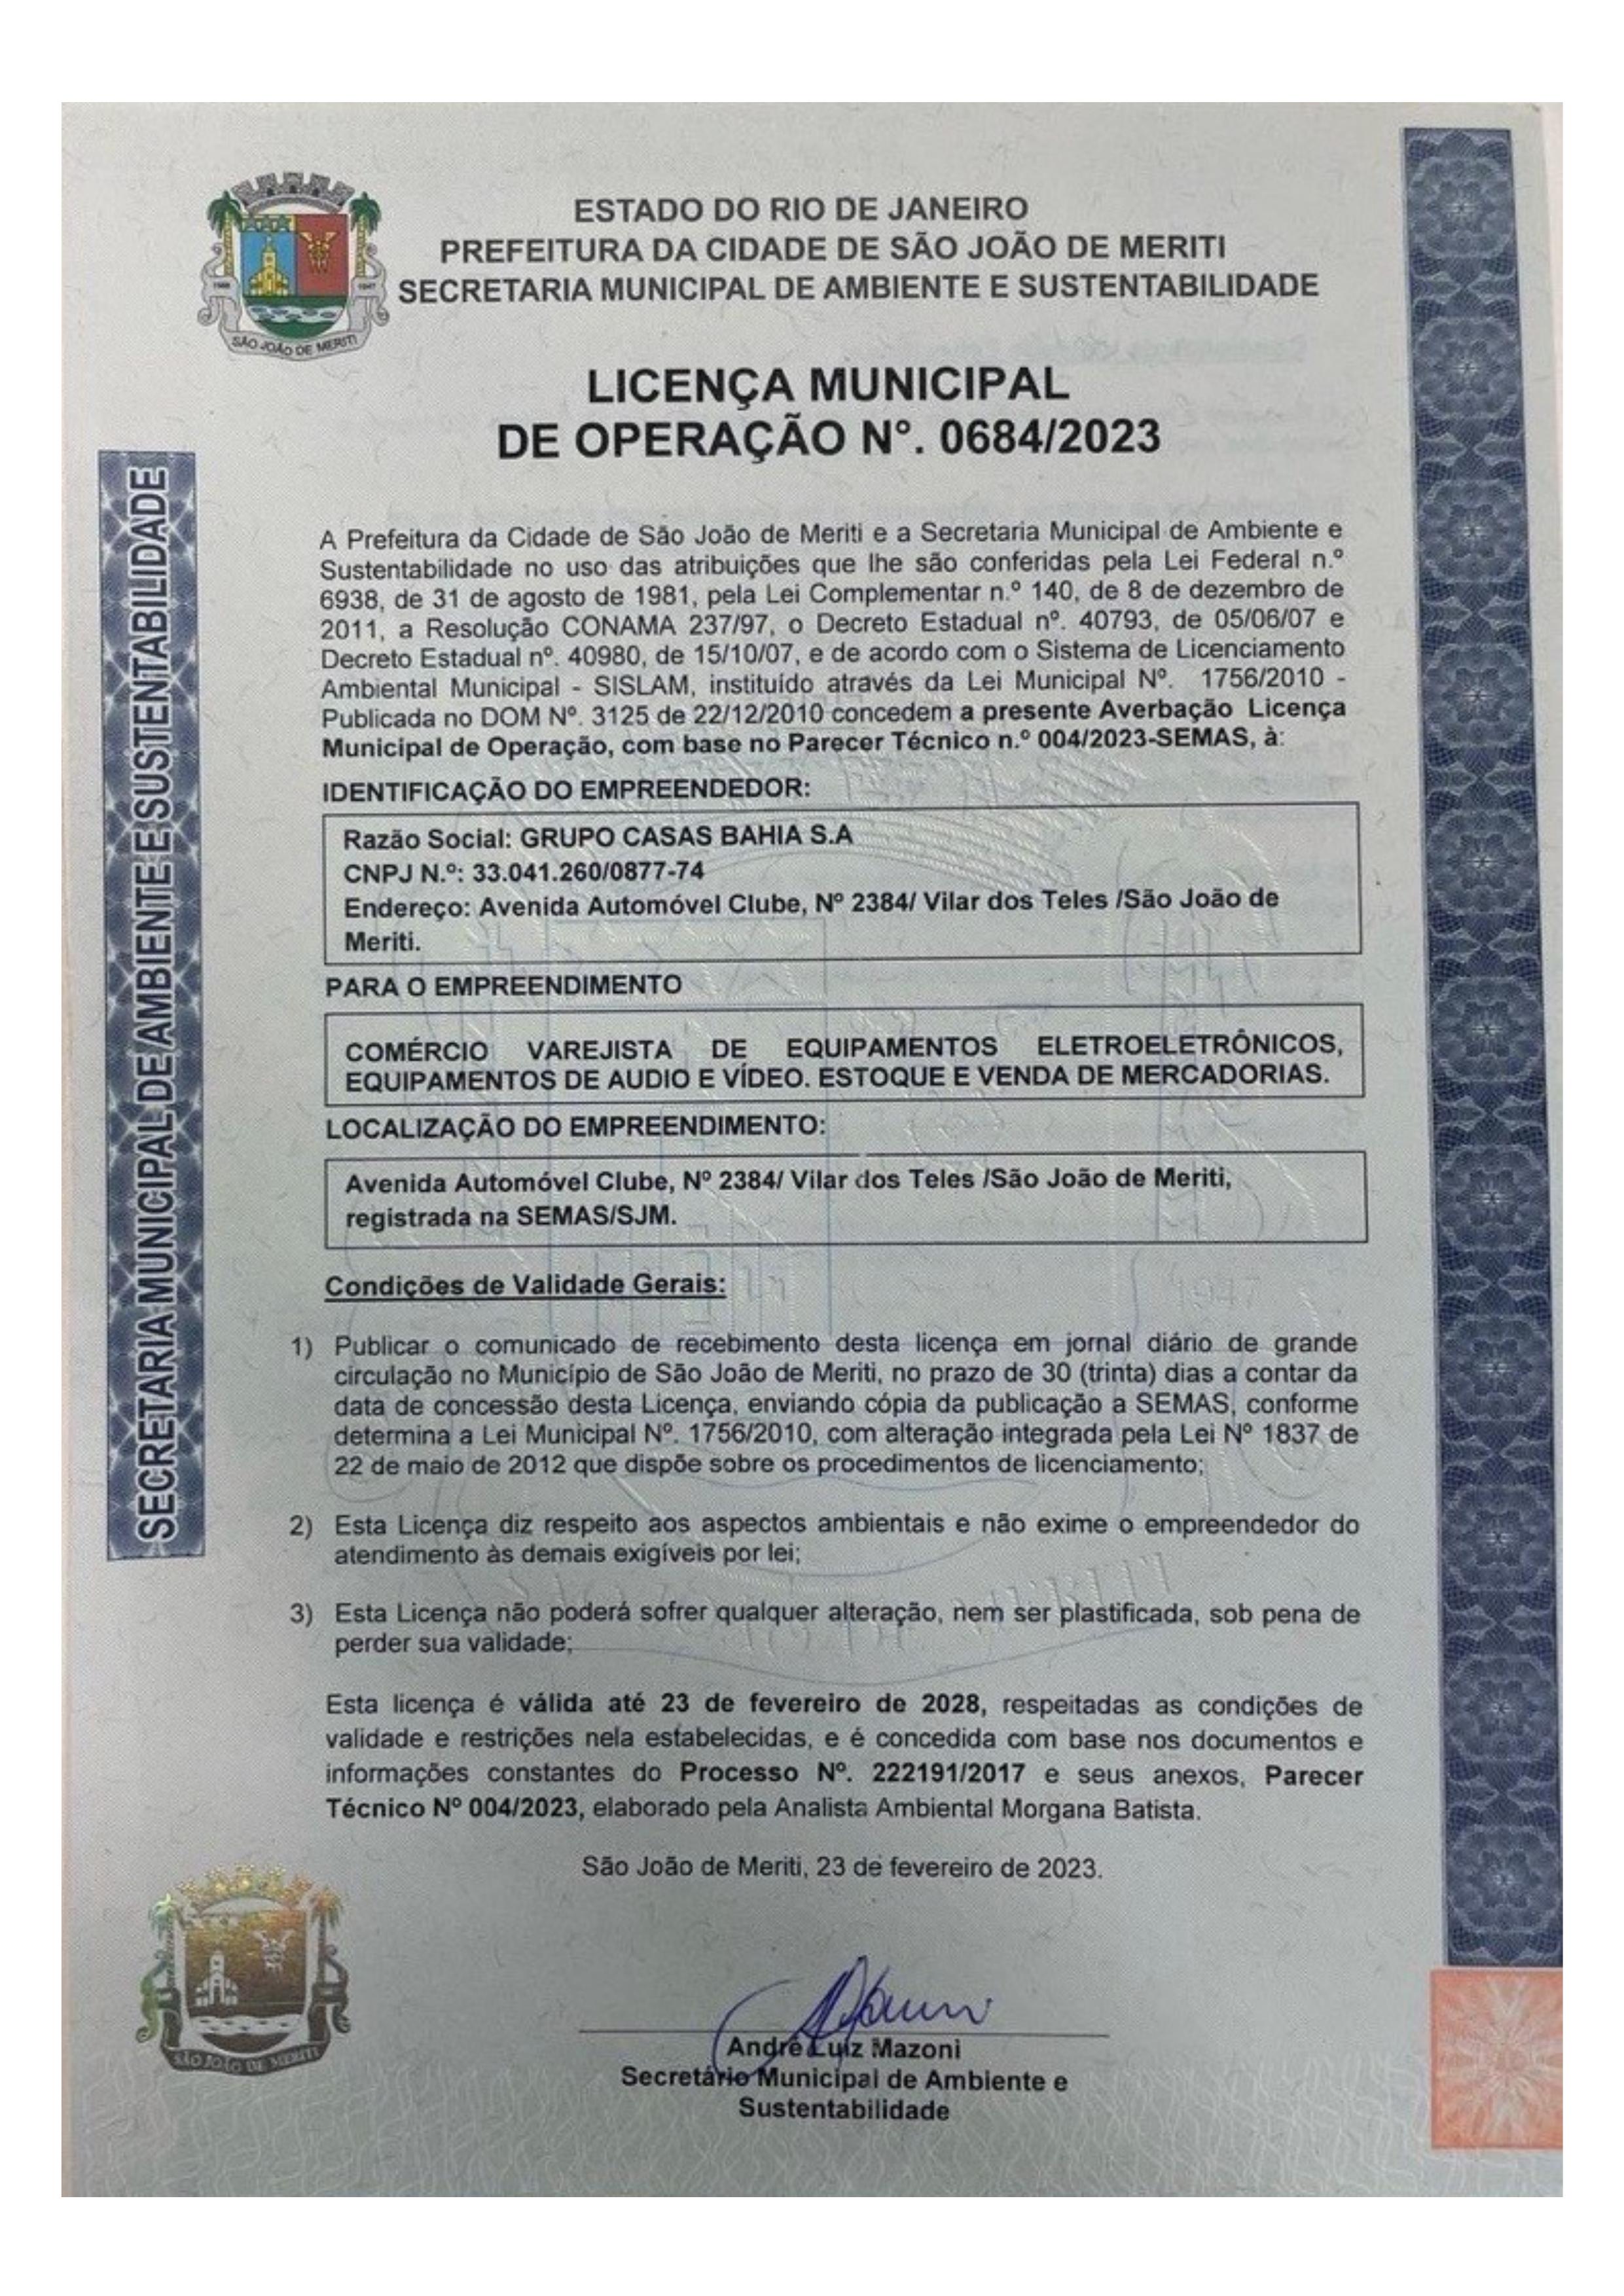 ESTADO DO RIO DE JANEIRO
PREFEITURA DA CIDADE DE SÃO JOÃO DE MERITI
SECRETARIA MUNICIPAL DE AMBIENTE E SUSTENTABILIDADE
SÃO JOÃO DE MERITI
LICENÇA MUNICIPAL
DE OPERAÇÃO N°. 0684/2023
SECRETARIA MUNICIPAL DE AMBIENTE E SUSTENTABILIDADE
A Prefeitura da Cidade de São João de Meriti e a Secretaria Municipal de Ambiente e
Sustentabilidade no uso das atribuições que lhe são conferidas pela Lei Federal n.º
6938, de 31 de agosto de 1981, pela Lei Complementar n.º 140, de 8 de dezembro de
2011, a Resolução CONAMA 237/97, o Decreto Estadual nº. 40793, de 05/06/07 e
Decreto Estadual nº. 40980, de 15/10/07, e de acordo com o Sistema de Licenciamento
Ambiental Municipal - SISLAM, instituído através da Lei Municipal Nº. 1756/2010 -
Publicada no DOM Nº. 3125 de 22/12/2010 concedem a presente Averbação Licença
Municipal de Operação, com base no Parecer Técnico n.º 004/2023-SEMAS, à:
IDENTIFICAÇÃO DO EMPREENDEDOR:
Razão Social: GRUPO CASAS BAHIA S.A
CNPJ N.º: 33.041.260/0877-74
Endereço: Avenida Automóvel Clube, Nº 2384/ Vilar dos Teles /São João de
Meriti.
PARA O EMPREENDIMENTO
COMÉRCIO VAREJISTA DE EQUIPAMENTOS ELETROELETRÔNICOS,
EQUIPAMENTOS DE AUDIO E VÍDEO. ESTOQUE E VENDA DE MERCADORIAS.
LOCALIZAÇÃO DO EMPREENDIMENTO:
Avenida Automóvel Clube, Nº 2384/ Vilar dos Teles /São João de Meriti,
registrada na SEMAS/SJM.
Condições de Validade Gerais:
1) Publicar o comunicado de recebimento desta licença em jornal diário de grande
circulação no Município de São João de Meriti, no prazo de 30 (trinta) dias a contar da
data de concessão desta Licença, enviando cópia da publicação a SEMAS, conforme
determina a Lei Municipal Nº. 1756/2010, com alteração integrada pela Lei Nº 1837 de
22 de maio de 2012 que dispõe sobre os procedimentos de licenciamento;
2) Esta Licença diz respeito aos aspectos ambientais e não exime o empreendedor do
atendimento às demais exigíveis por lei;
3) Esta Licença não poderá sofrer qualquer alteração, nem ser plastificada, sob pena de
perder sua validade;
Esta licença é válida até 23 de fevereiro de 2028, respeitadas as condições de
validade e restrições nela estabelecidas, e é concedida com base nos documentos e
informações constantes do Processo Nº. 222191/2017 e seus anexos, Parecer
Técnico Nº 004/2023, elaborado pela Analista Ambiental Morgana Batista.
São João de Meriti, 23 de fevereiro de 2023.
SÃO JOÃO DE MERITI
André Luiz Mazoni
Secretário Municipal de Ambiente e
Sustentabilidade